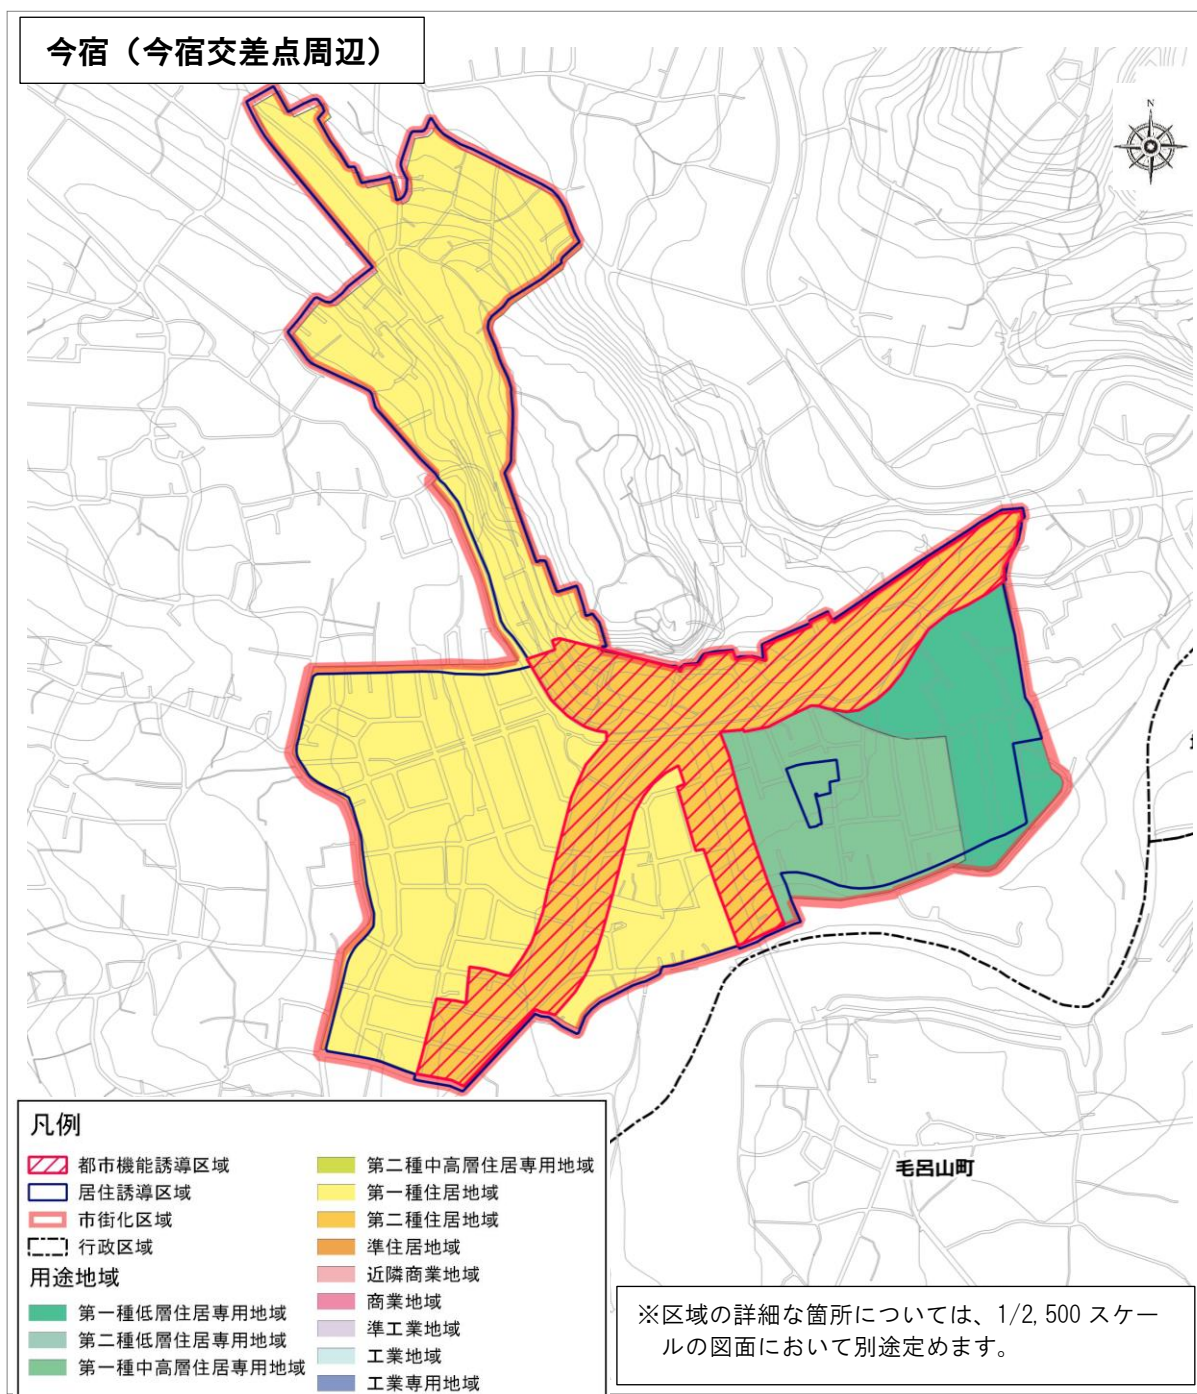 今宿（今宿交差点周辺）
N
毛呂山町
凡例
都市機能誘導区域
居住誘導区域
市街化区域
行政区域
用途地域
第一種低層住居専用地域
第二種低層住居専用地域
第一種中高層住居専用地域
第二種中高層住居専用地域
第一種住居地域
第二種住居地域
準住居地域
近隣商業地域
商業地域
準工業地域
工業地域
工業専用地域
※区域の詳細な箇所については、1/2,500 スケー
ルの図面において別途定めます。